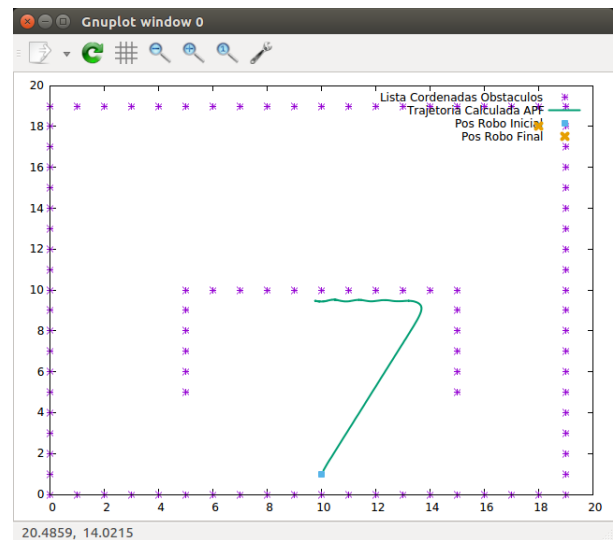 Gnuplot window 0
20
18
16
14
12
10
8
6
4
2
0
0 2 4 6 8 10 12 14 16 18 20
Lista Cordenadas Obstaculos
Trajetoria Calculada APF
Pos Robo Inicial
Pos Robo Final
20.4859, 14.0215